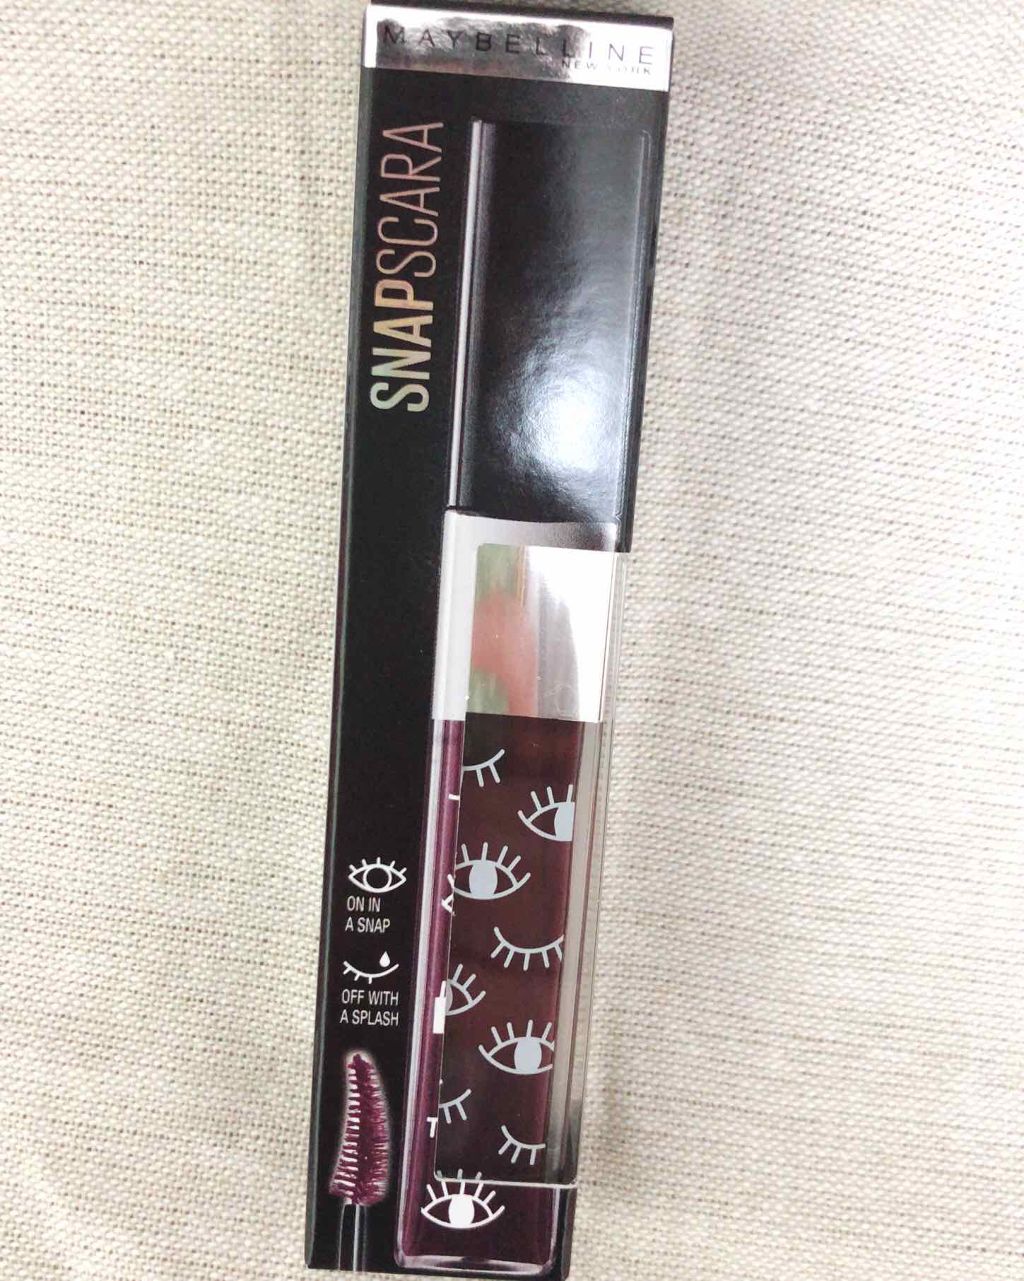 MAYBELLINE
NEW YORK
SNAPSCARA
ON IN
A SNAP
OFF WITH
A SPLASH